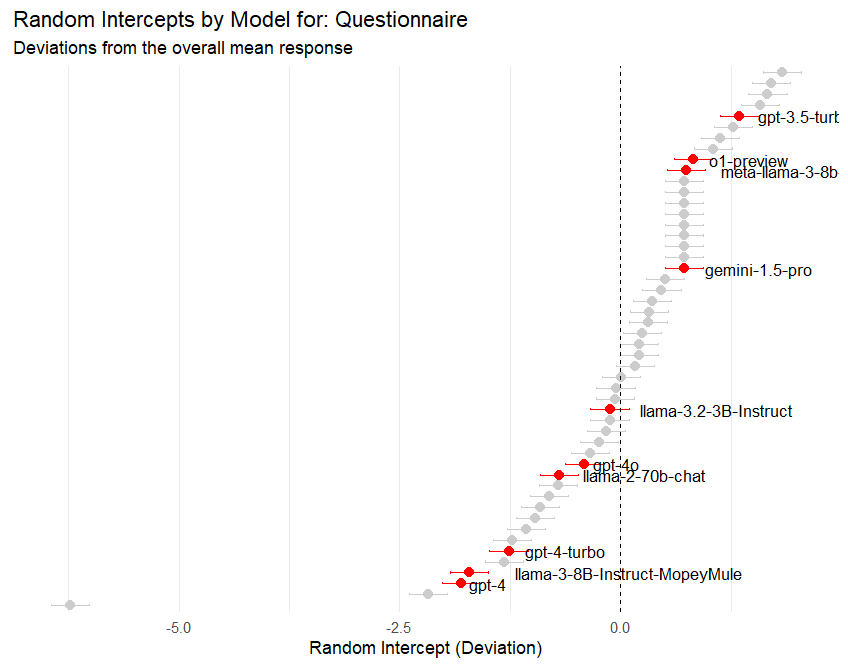 Random Intercepts by Model for: Questionnaire
Deviations from the overall mean response
gpt-3.5-turb
o1-preview
meta-llama-3-8b-
gemini-1.5-pro
llama-3.2-3B-Instruct
gpt-4o
llama-2-70b-chat
gpt-4-turbo
llama-3-8B-Instruct-MopeyMule
gpt-4
-5.0
-2.5
0.0
Random Intercept (Deviation)